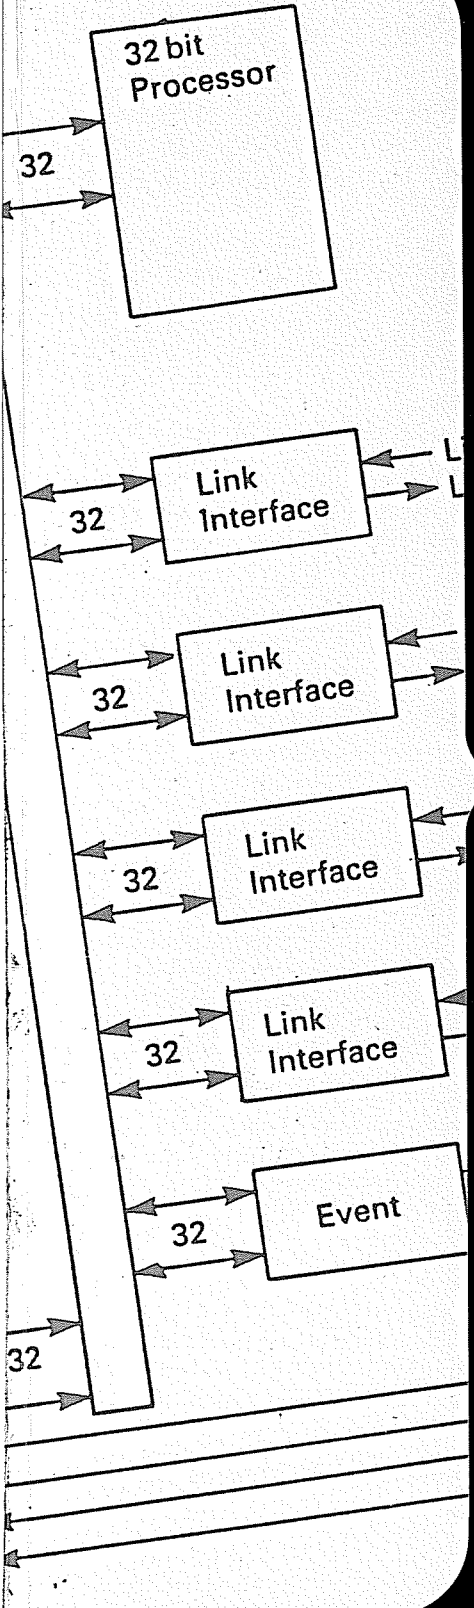 32 bit
Processor
32
Link
Interface
32
Link
Interface
32
Link
Interface
32
Link
Interface
32
Event
32
32